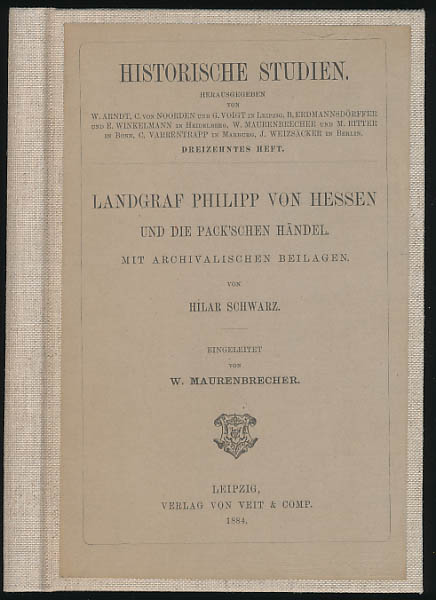 HISTORISCHE STUDIEN.
HERAUSGEGEBEN
VON
W. ARNDT, C. VON NOORDEN UND G. VOIGT IN LEIPZIG, B. ERDMANNSDÖRFFER
UND E. WINKELMANN IN HEIDELBERG, W. MAURENBRECHER UND M. RITTER
IN BONN, C. VARRENTRAPP IN MARBURG, J. WEIZSÄCKER IN BERLIN.
DREIZEHNTES HEFT.
LANDGRAF PHILIPP VON HESSEN
UND DIE PACK'SCHEN HÄNDEL.
MIT ARCHIVALISCHEN BEILAGEN.
VON
HILAR SCHWARZ.
EINGELEITET
VON
W. MAURENBRECHER.
LEIPZIG,
VERLAG VON VEIT & COMP.
1884.